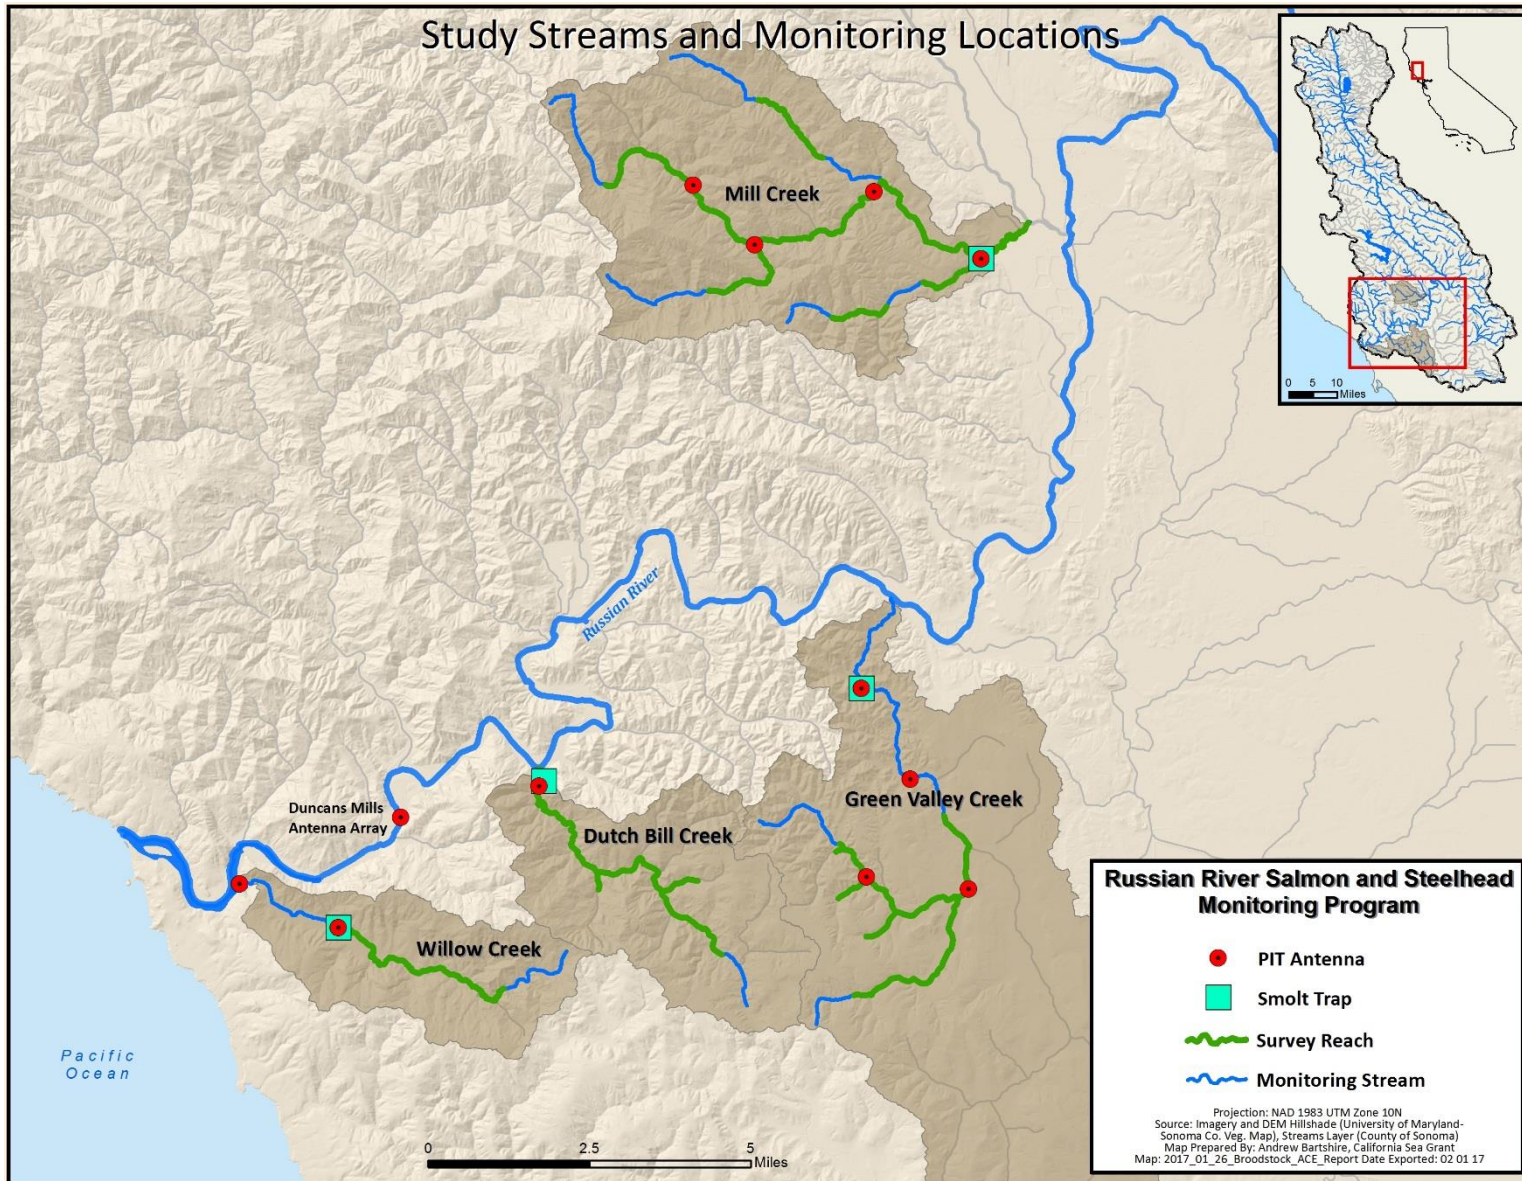 Study Streams and Monitoring Locations
0 5 10
Miles
Mill Creek
Russian River
Duncans Mills
Antenna Array
Green Valley Creek
Dutch Bill Creek
Willow Creek
Pacific
Ocean
0 2.5 5
Miles
Russian River Salmon and Steelhead
Monitoring Program
PIT Antenna
Smolt Trap
Survey Reach
Monitoring Stream
Projection: NAD 1983 UTM Zone 10N
Source: Imagery and DEM Hillshade (University of Maryland-
Sonoma Co. Veg. Map), Streams Layer (County of Sonoma)
Map Prepared By: Andrew Bartshire, California Sea Grant
Map: 2017_01_26_Broodstock_ACE_Report Date Exported: 02 01 17